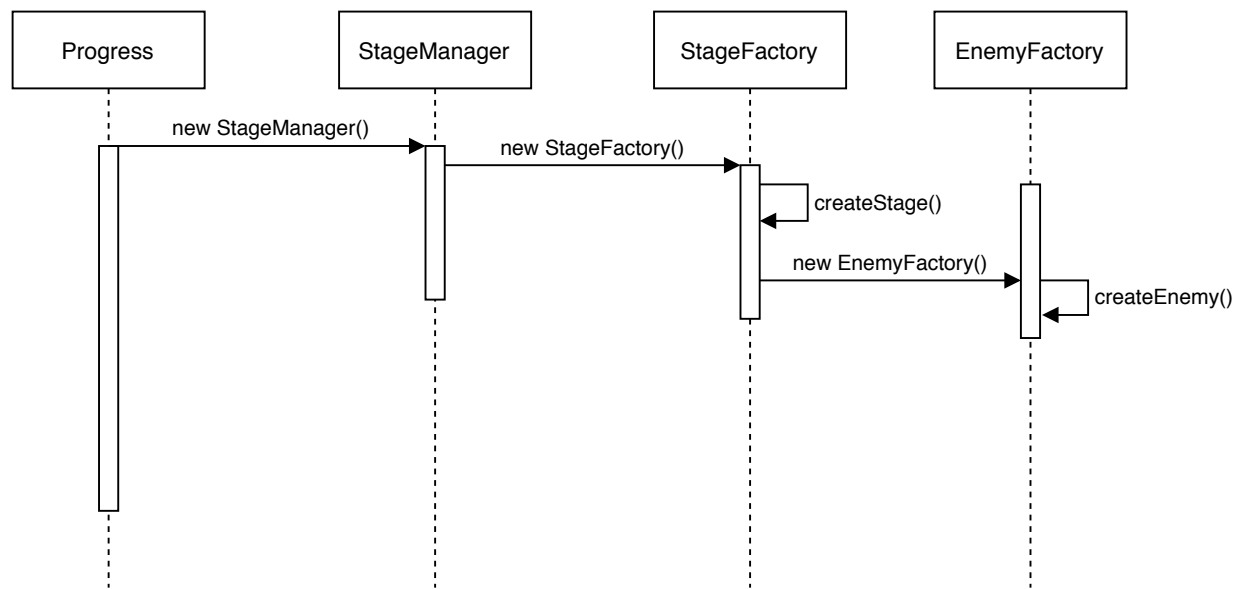 Progress
StageManager
StageFactory
EnemyFactory
new StageManager()
new StageFactory()
createStage()
new EnemyFactory()
createEnemy()